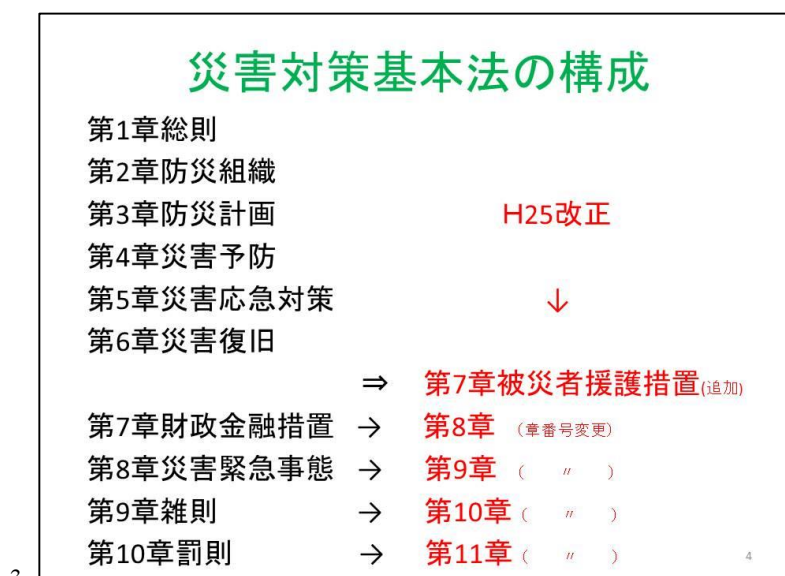 災害対策基本法の構成
第1章総則
第2章防災組織
第3章防災計画 H25改正
第4章災害予防
第5章災害応急対策 ↓
第6章災害復旧
⇒ 第7章被災者援護措置(追加)
第7章財政金融措置 → 第8章 (章番号変更)
第8章災害緊急事態 → 第9章 ( 〃 )
第9章雑則 → 第10章 ( 〃 )
第10章罰則 → 第11章 ( 〃 )
4